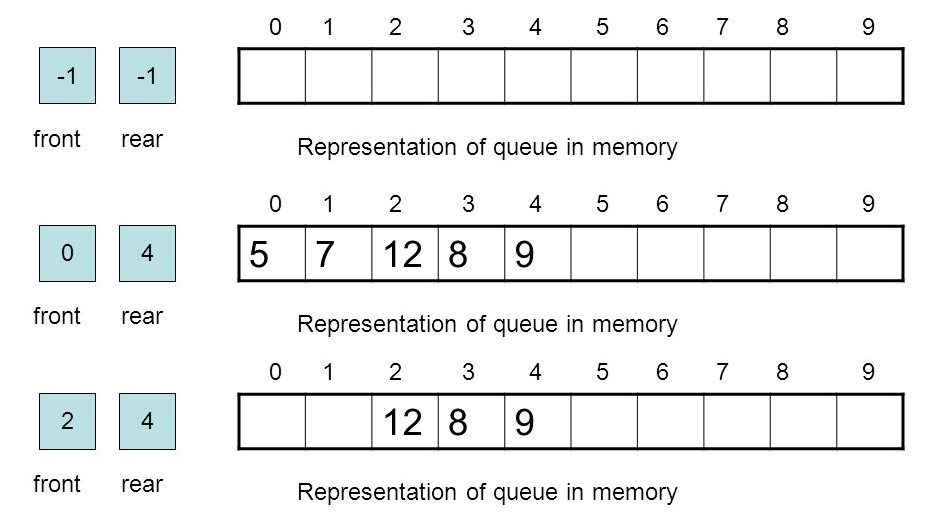 0 1 2 3 4 5 6 7 8 9
-1 -1
front rear
Representation of queue in memory
0 1 2 3 4 5 6 7 8 9
0 4 5 7 12 8 9
front rear
Representation of queue in memory
0 1 2 3 4 5 6 7 8 9
2 4 12 8 9
front rear
Representation of queue in memory